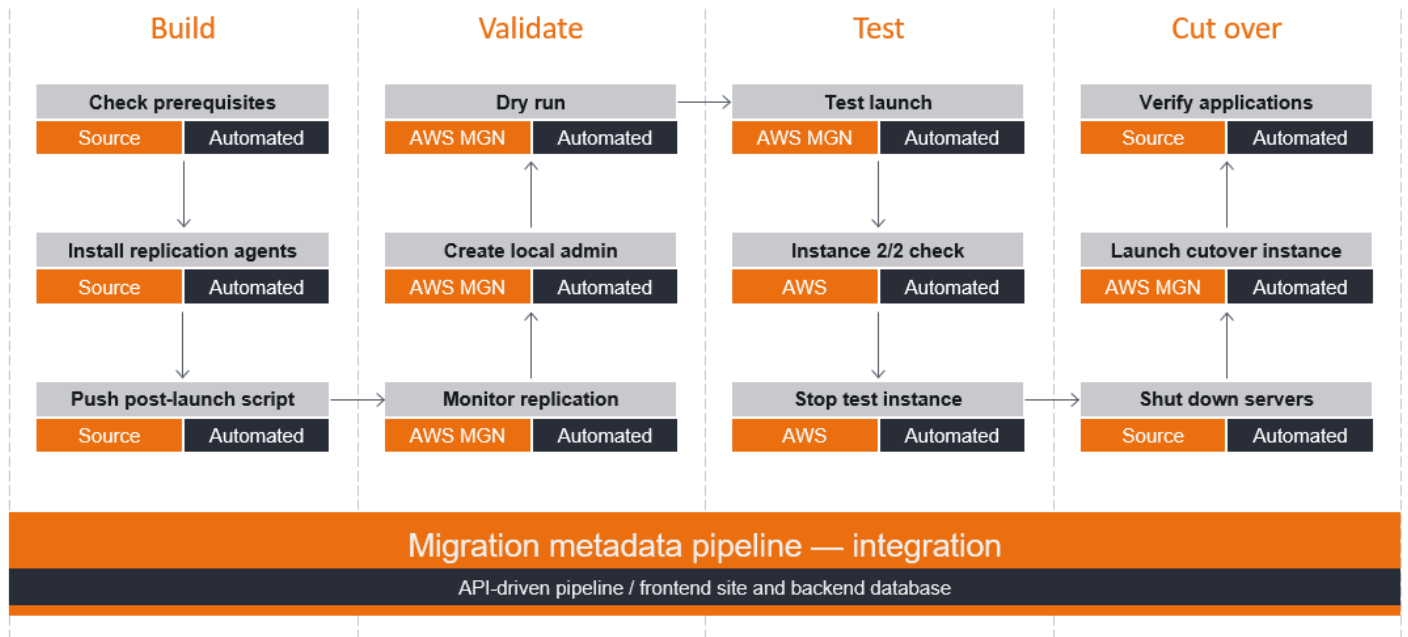 Build
Check prerequisites
Source Automated
Install replication agents
Source Automated
Push post-launch script
Source Automated
Validate
Dry run
AWS MGN Automated
Create local admin
AWS MGN Automated
Monitor replication
AWS MGN Automated
Test
Test launch
AWS MGN Automated
Instance 2/2 check
AWS Automated
Stop test instance
AWS Automated
Cut over
Verify applications
Source Automated
Launch cutover instance
AWS MGN Automated
Shut down servers
Source Automated
Migration metadata pipeline — integration
API-driven pipeline / frontend site and backend database